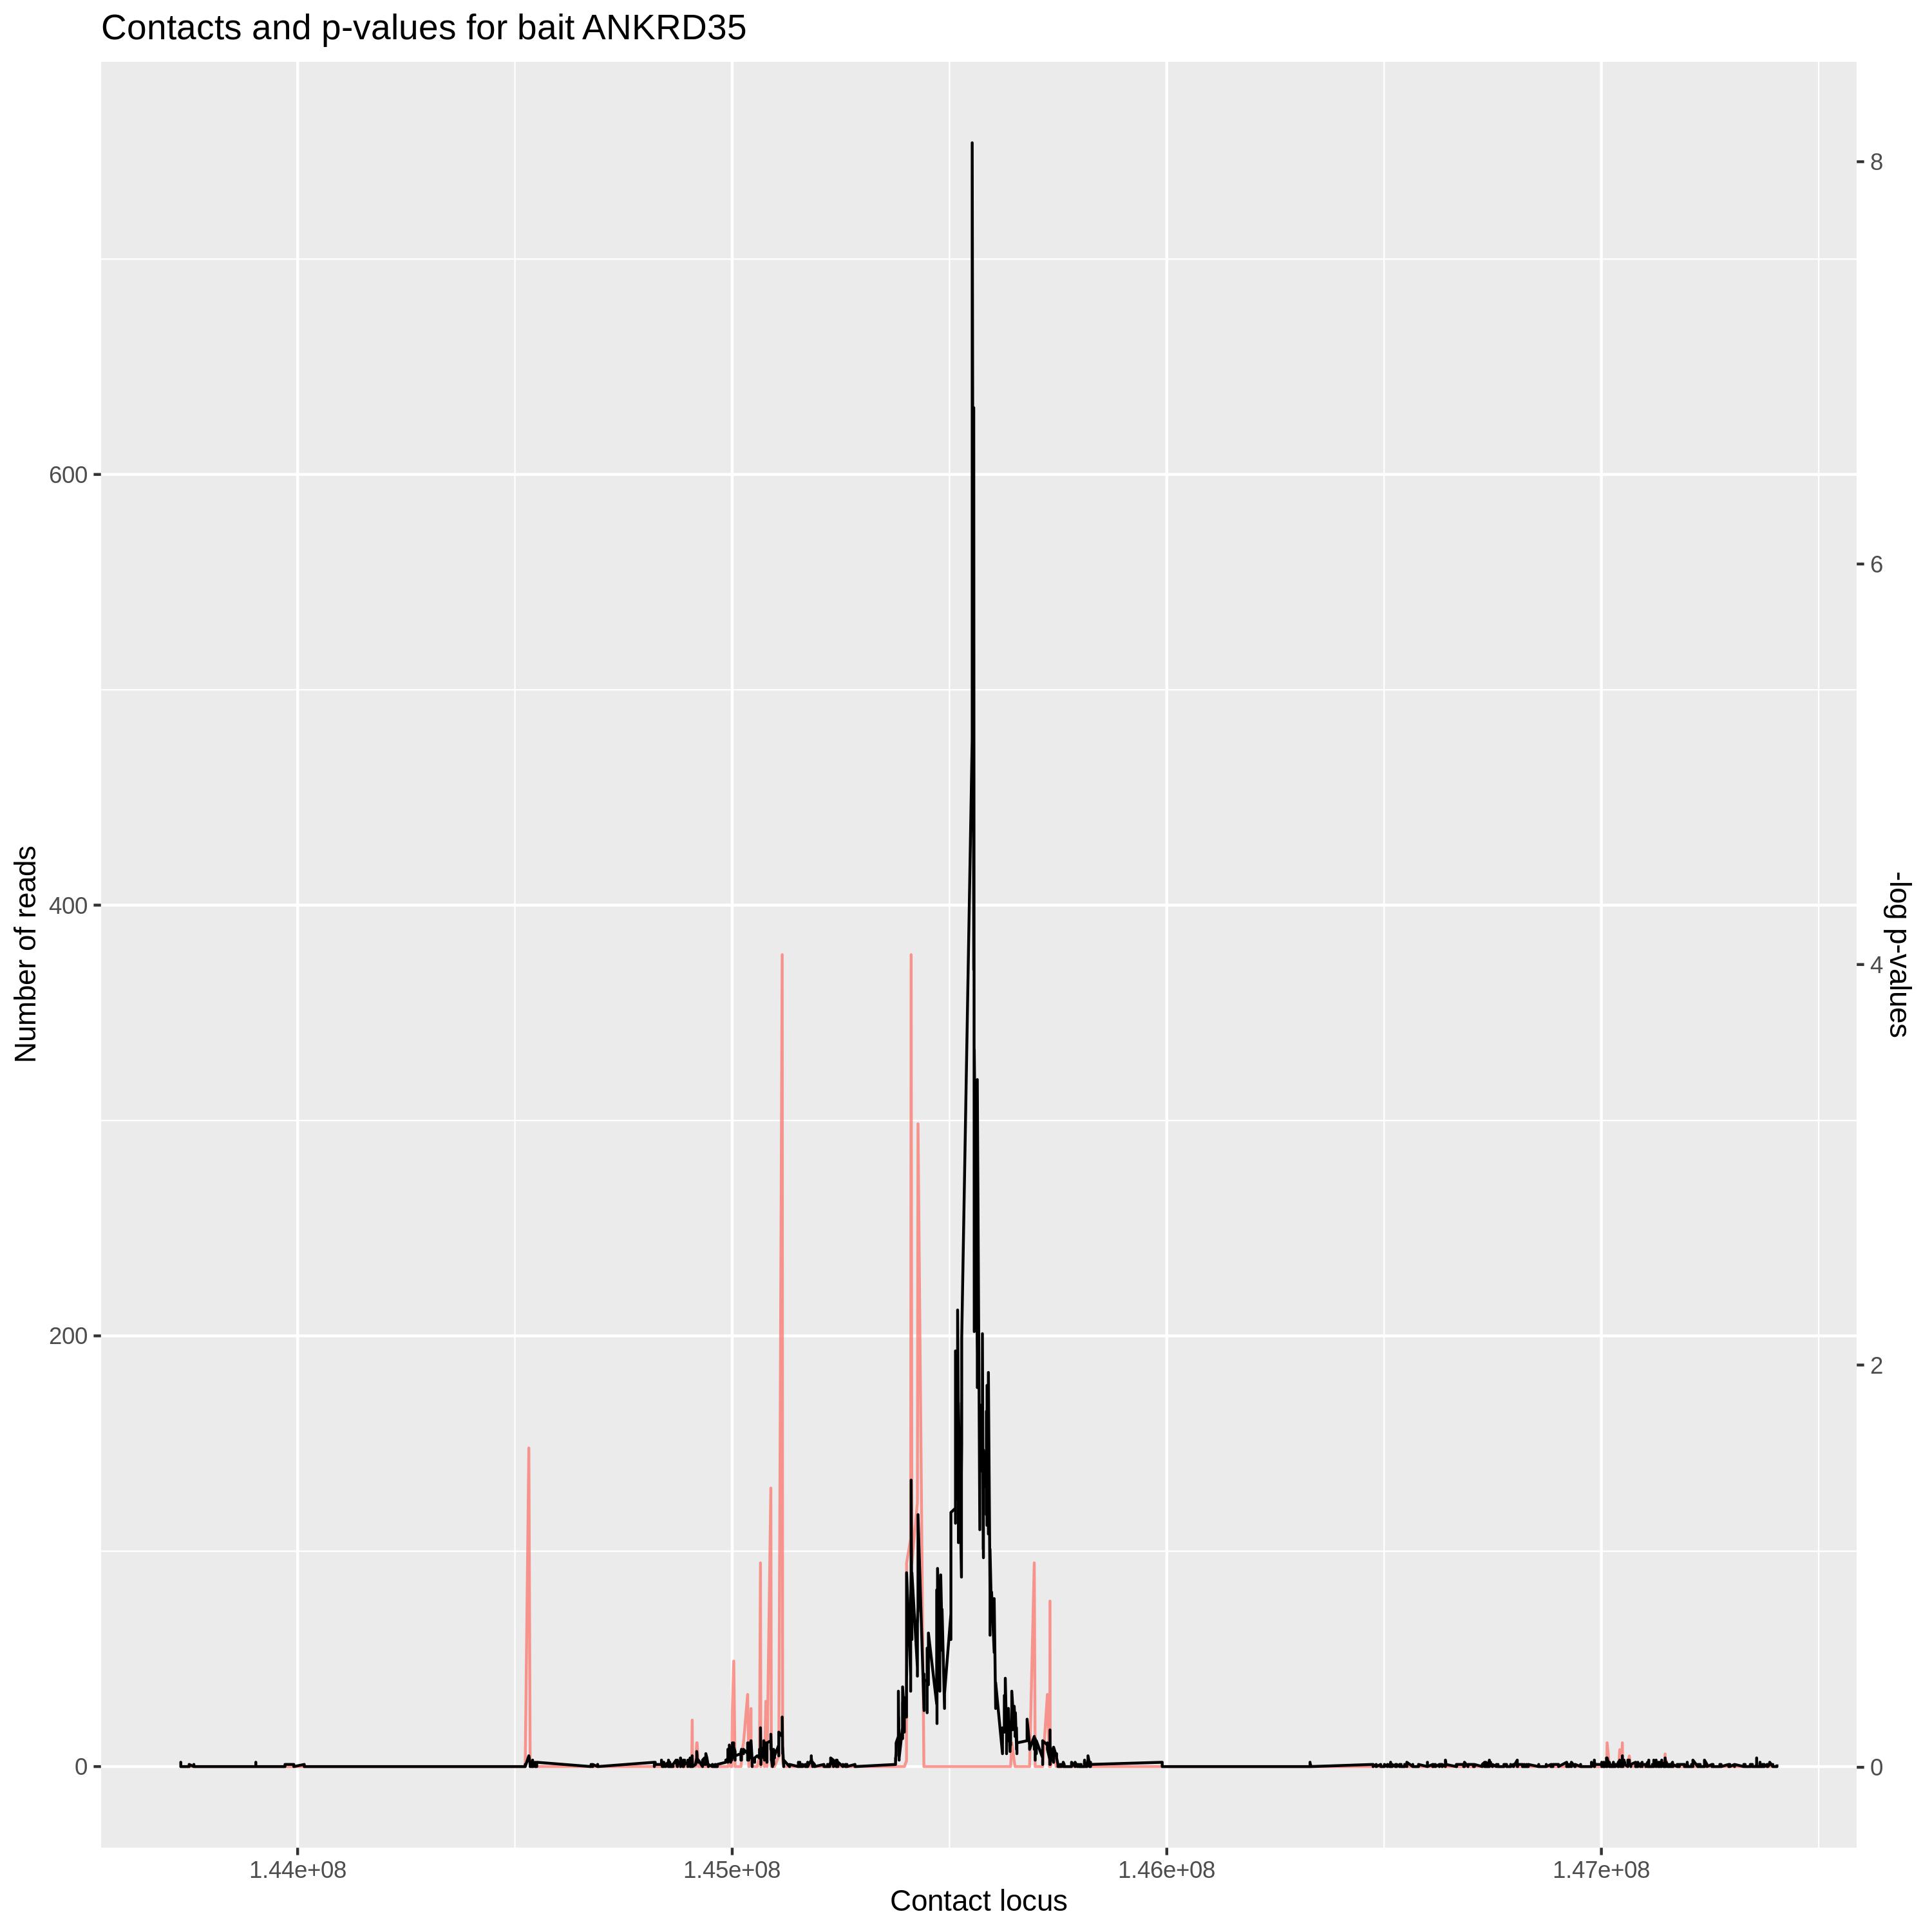 Contacts and p-values for bait ANKRD35
Number of reads
600
400
200
0
8
6
4
2
0
-log p-values
1.44e+08
1.45e+08
1.46e+08
1.47e+08
Contact locus